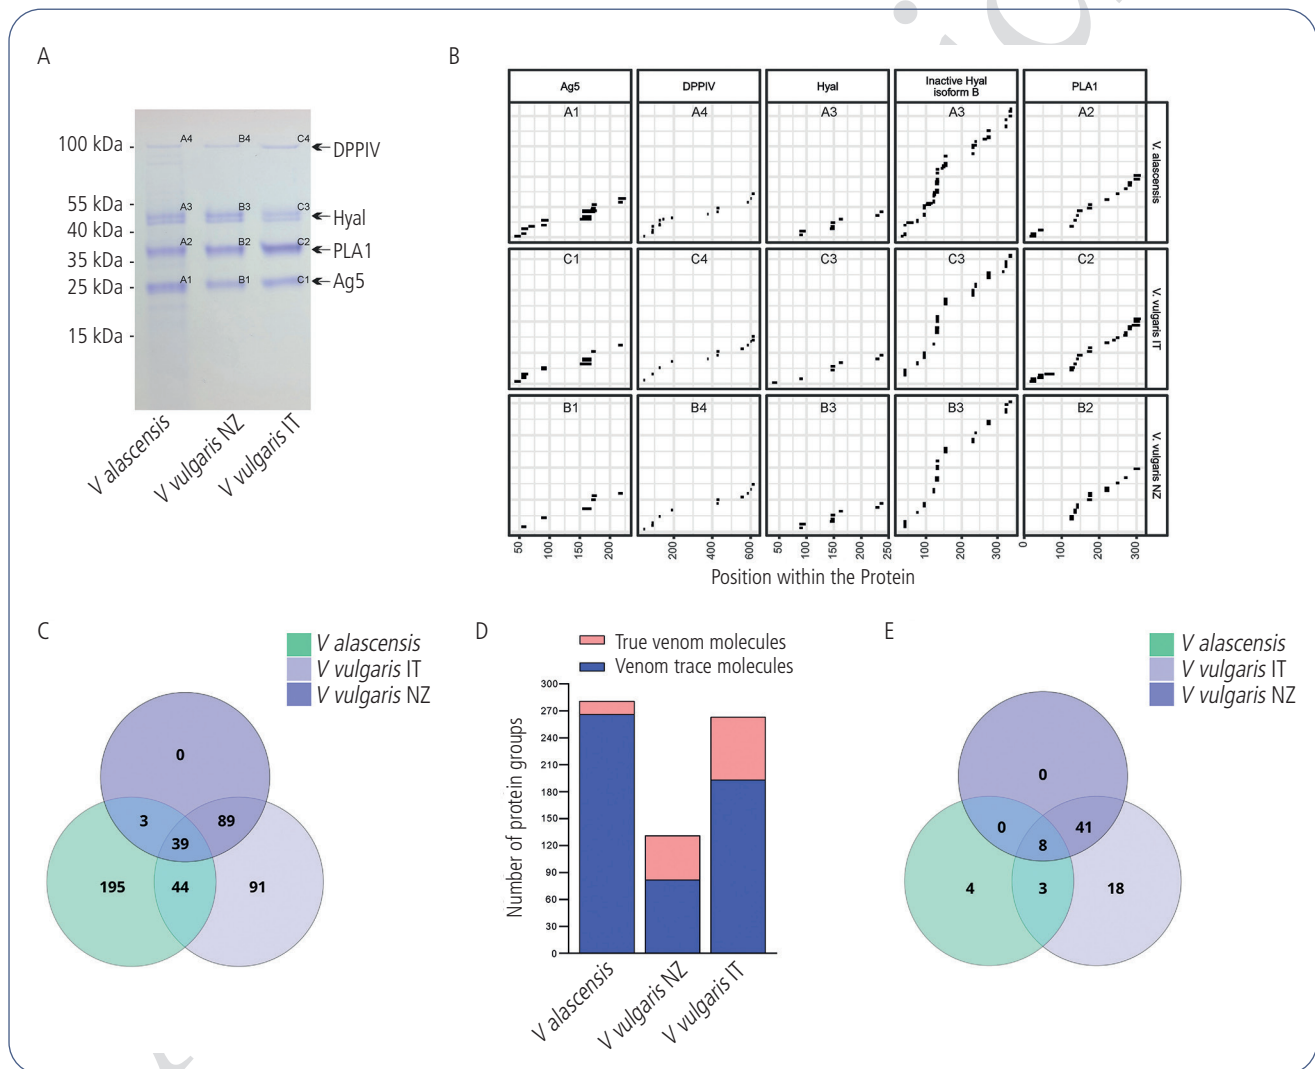 A
100 kDa
55 kDa
40 kDa
35 kDa
25 kDa
15 kDa
A4 B4 C4
A3 B3 C3
A2 B2 C2
A1 B1 C1
DPPIV
Hyal
PLA1
Ag5
V alascensis
V vulgaris NZ
V vulgaris IT
B
Ag5 DPPIV Hyal Inactive Hyal isoform B PLA1
A1 A4 A3 A3 A2
V. alascensis
C1 C4 C3 C3 C2
V. vulgaris IT
B1 B4 B3 B3 B2
V. vulgaris NZ
50 100 150 200 200 400 600 50 100 150 200 250 100 200 300 0 100 200 300
Position within the Protein
C
V alascensis
V vulgaris IT
V vulgaris NZ
0
3 89
39
195 44 91
D
True venom molecules
Venom trace molecules
Number of protein groups
300
270
240
210
180
150
120
90
60
30
0
V alascensis
V vulgaris NZ
V vulgaris IT
E
V alascensis
V vulgaris IT
V vulgaris NZ
0
0 41
8
4 3 18